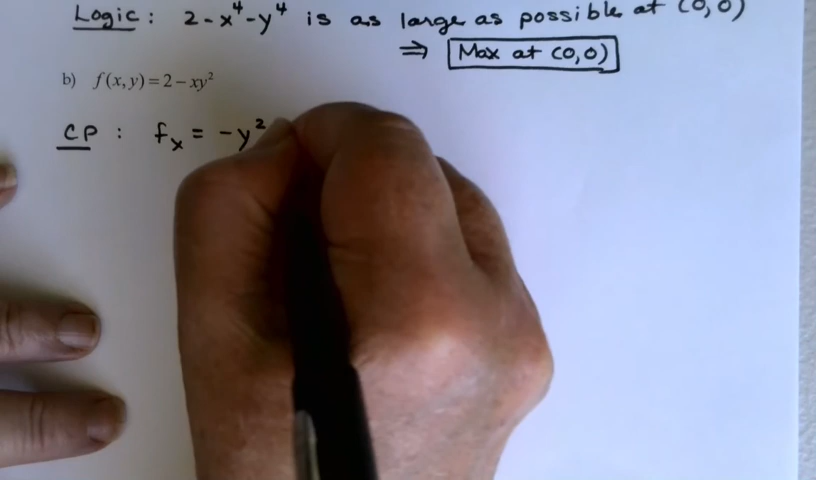 Logic : 2 - x⁴ - y⁴ is as large as possible at (0,0)
⇒ Max at (0,0)
b) f(x, y) = 2 - xy²
CP : fₓ = -y²